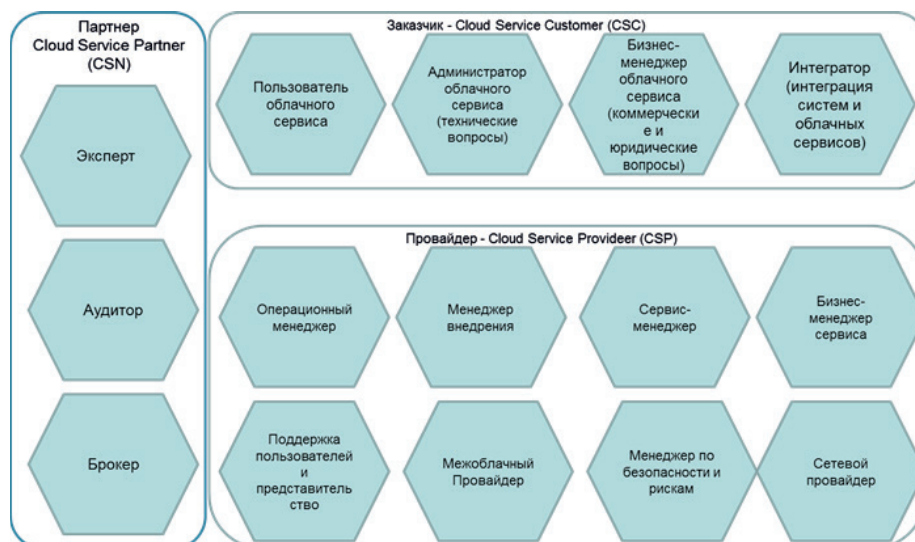 Партнер
Cloud Service Partner
(CSN)
Эксперт
Аудитор
Брокер
Заказчик - Cloud Service Customer (CSC)
Пользователь
облачного
сервиса
Администратор
облачного
сервиса
(технические
вопросы)
Бизнес-
менеджер
облачного
сервиса
(коммерчески
е и
юридические
вопросы)
Интегратор
(интеграция
систем и
облачных
сервисов)
Провайдер - Cloud Service Provideer (CSP)
Операционный
менеджер
Менеджер
внедрения
Сервис-
менеджер
Бизнес-
менеджер
сервиса
Поддержка
пользователей
и
представитель
ство
Межоблачный
Провайдер
Менеджер по
безопасности и
рискам
Сетевой
провайдер